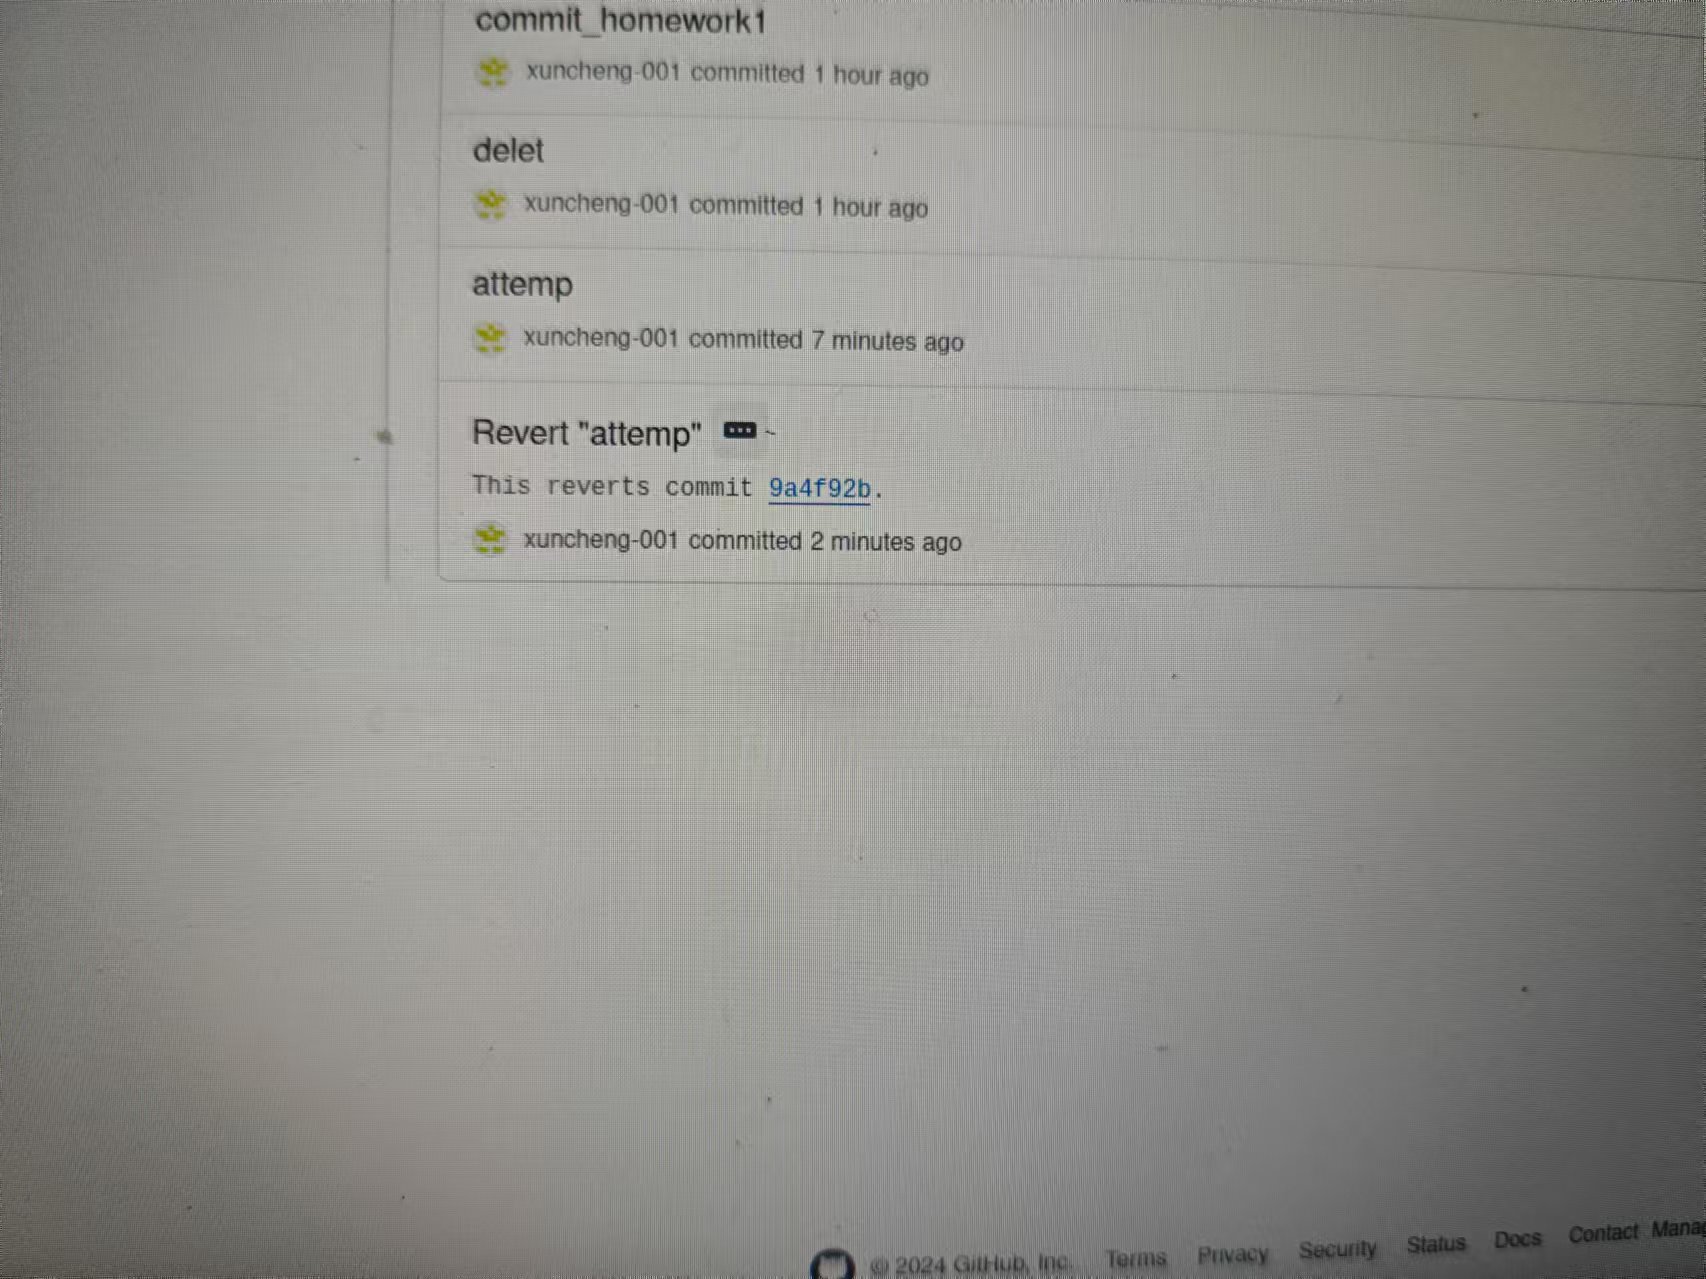 commit_homework1
xuncheng-001 committed 1 hour ago
delet
xuncheng-001 committed 1 hour ago
attemp
xuncheng-001 committed 7 minutes ago
Revert "attemp"
This reverts commit 9a4f92b.
xuncheng-001 committed 2 minutes ago
© 2024 GitHub, Inc. Terms Privacy Security Status Docs Contact Manag